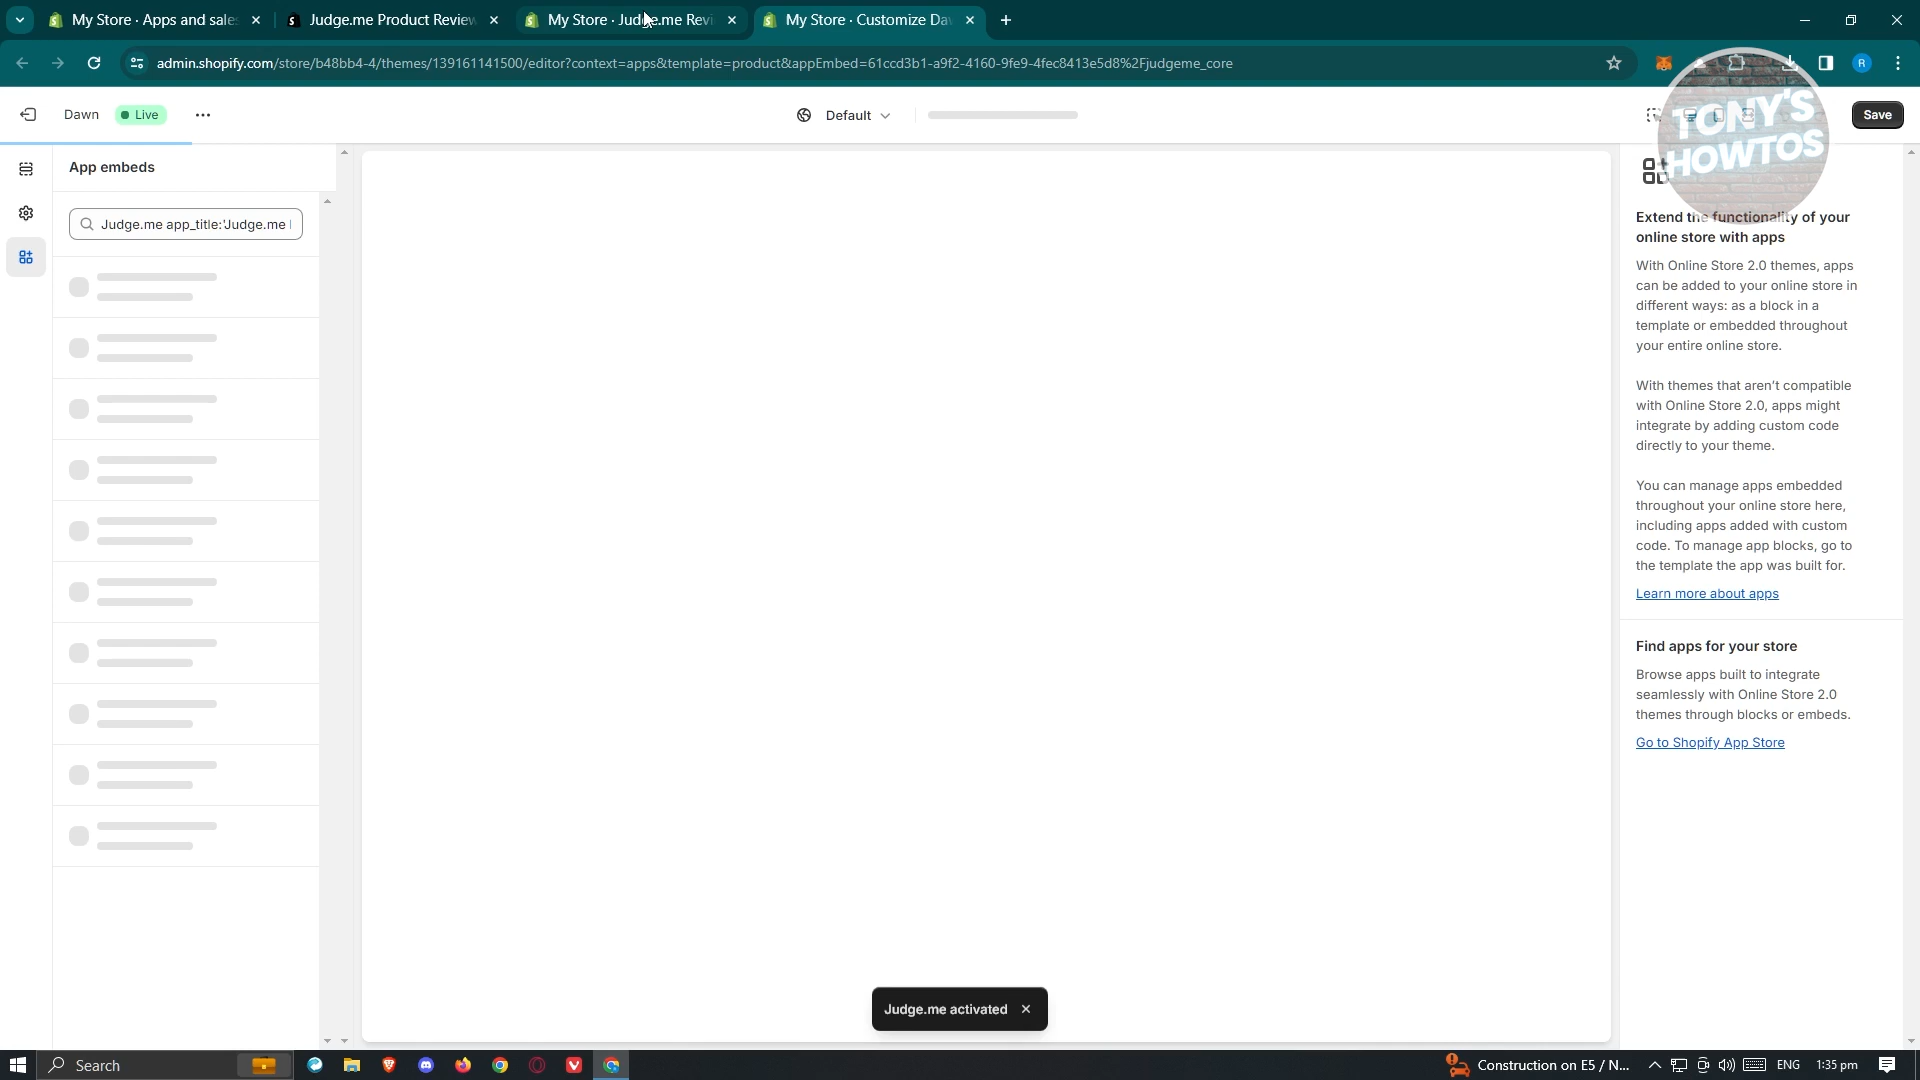 My Store · Apps and sale
Judge.me Product Review
My Store · Judge.me Revi
My Store · Customize Da
admin.shopify.com/store/b48bb4-4/themes/139161141500/editor?context=apps&template=product&appEmbed=61ccd3b1-a9f2-4160-9fe9-4fec8413e5d8%2Fjudgeme_core
R
Dawn
Live
Default
Save
TONY'S
HOWTOS
App embeds
Judge.me app_title:'Judge.me
Extend the functionality of your
online store with apps
With Online Store 2.0 themes, apps
can be added to your online store in
different ways: as a block in a
template or embedded throughout
your entire online store.
With themes that aren't compatible
with Online Store 2.0, apps might
integrate by adding custom code
directly to your theme.
You can manage apps embedded
throughout your online store here,
including apps added with custom
code. To manage app blocks, go to
the template the app was built for.
Learn more about apps
Find apps for your store
Browse apps built to integrate
seamlessly with Online Store 2.0
themes through blocks or embeds.
Go to Shopify App Store
Judge.me activated
Search
Construction on E5 / N...
ENG
1:35 pm